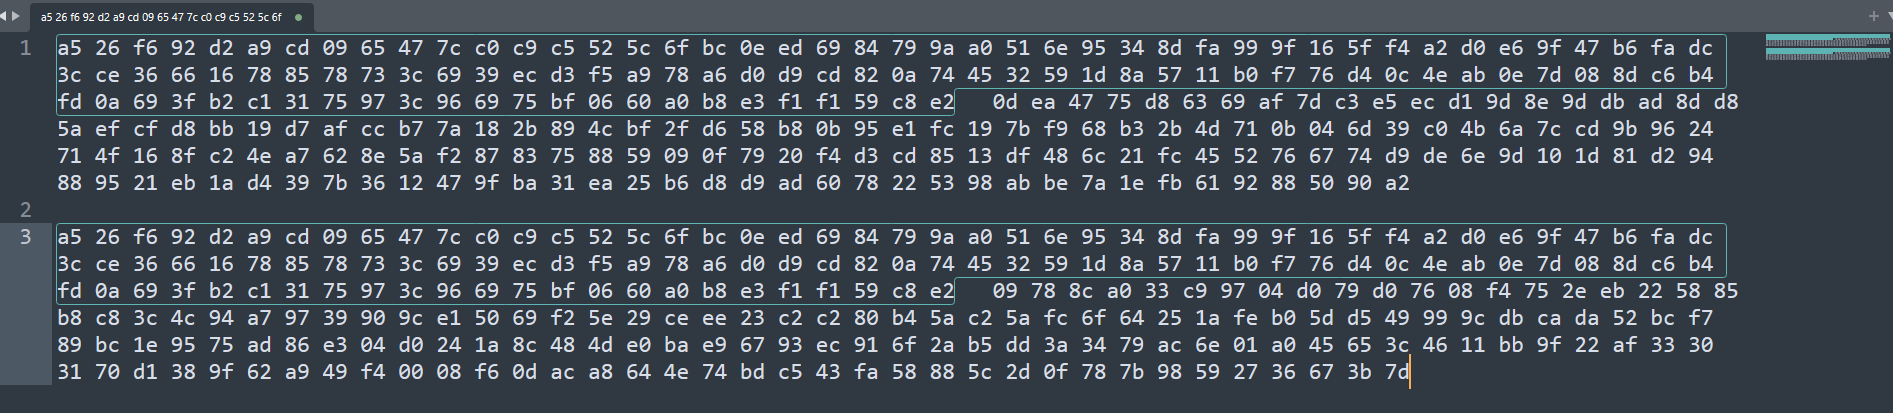 a5 26 f6 92 d2 a9 cd 09 65 47 7c c0 c9 c5 52 5c 6f
1 a5 26 f6 92 d2 a9 cd 09 65 47 7c c0 c9 c5 52 5c 6f bc 0e ed 69 84 79 9a a0 51 6e 95 34 8d fa 99 9f 16 5f f4 a2 d0 e6 9f 47 b6 fa dc
3c ce 36 66 16 78 85 78 73 3c 69 39 ec d3 f5 a9 78 a6 d0 d9 cd 82 0a 74 45 32 59 1d 8a 57 11 b0 f7 76 d4 0c 4e ab 0e 7d 08 8d c6 b4
fd 0a 69 3f b2 c1 31 75 97 3c 96 69 75 bf 06 60 a0 b8 e3 f1 f1 59 c8 e2 0d ea 47 75 d8 63 69 af 7d c3 e5 ec d1 9d 8e 9d db ad 8d d8
5a ef cf d8 bb 19 d7 af cc b7 7a 18 2b 89 4c bf 2f d6 58 b8 0b 95 e1 fc 19 7b f9 68 b3 2b 4d 71 0b 04 6d 39 c0 4b 6a 7c cd 9b 96 24
71 4f 16 8f c2 4e a7 62 8e 5a f2 87 83 75 88 59 09 0f 79 20 f4 d3 cd 85 13 df 48 6c 21 fc 45 52 76 67 74 d9 de 6e 9d 10 1d 81 d2 94
88 95 21 eb 1a d4 39 7b 36 12 47 9f ba 31 ea 25 b6 d8 d9 ad 60 78 22 53 98 ab be 7a 1e fb 61 92 88 50 90 a2
2
3 a5 26 f6 92 d2 a9 cd 09 65 47 7c c0 c9 c5 52 5c 6f bc 0e ed 69 84 79 9a a0 51 6e 95 34 8d fa 99 9f 16 5f f4 a2 d0 e6 9f 47 b6 fa dc
3c ce 36 66 16 78 85 78 73 3c 69 39 ec d3 f5 a9 78 a6 d0 d9 cd 82 0a 74 45 32 59 1d 8a 57 11 b0 f7 76 d4 0c 4e ab 0e 7d 08 8d c6 b4
fd 0a 69 3f b2 c1 31 75 97 3c 96 69 75 bf 06 60 a0 b8 e3 f1 f1 59 c8 e2 09 78 8c a0 33 c9 97 04 d0 79 d0 76 08 f4 75 2e eb 22 58 85
b8 c8 3c 4c 94 a7 97 39 90 9c e1 50 69 f2 5e 29 ce ee 23 c2 c2 80 b4 5a c2 5a fc 6f 64 25 1a fe b0 5d d5 49 99 9c db ca da 52 bc f7
89 bc 1e 95 75 ad 86 e3 04 d0 24 1a 8c 48 4d e0 ba e9 67 93 ec 91 6f 2a b5 dd 3a 34 79 ac 6e 01 a0 45 65 3c 46 11 bb 9f 22 af 33 30
31 70 d1 38 9f 62 a9 49 f4 00 08 f6 0d ac a8 64 4e 74 bd c5 43 fa 58 88 5c 2d 0f 78 7b 98 59 27 36 67 3b 7d